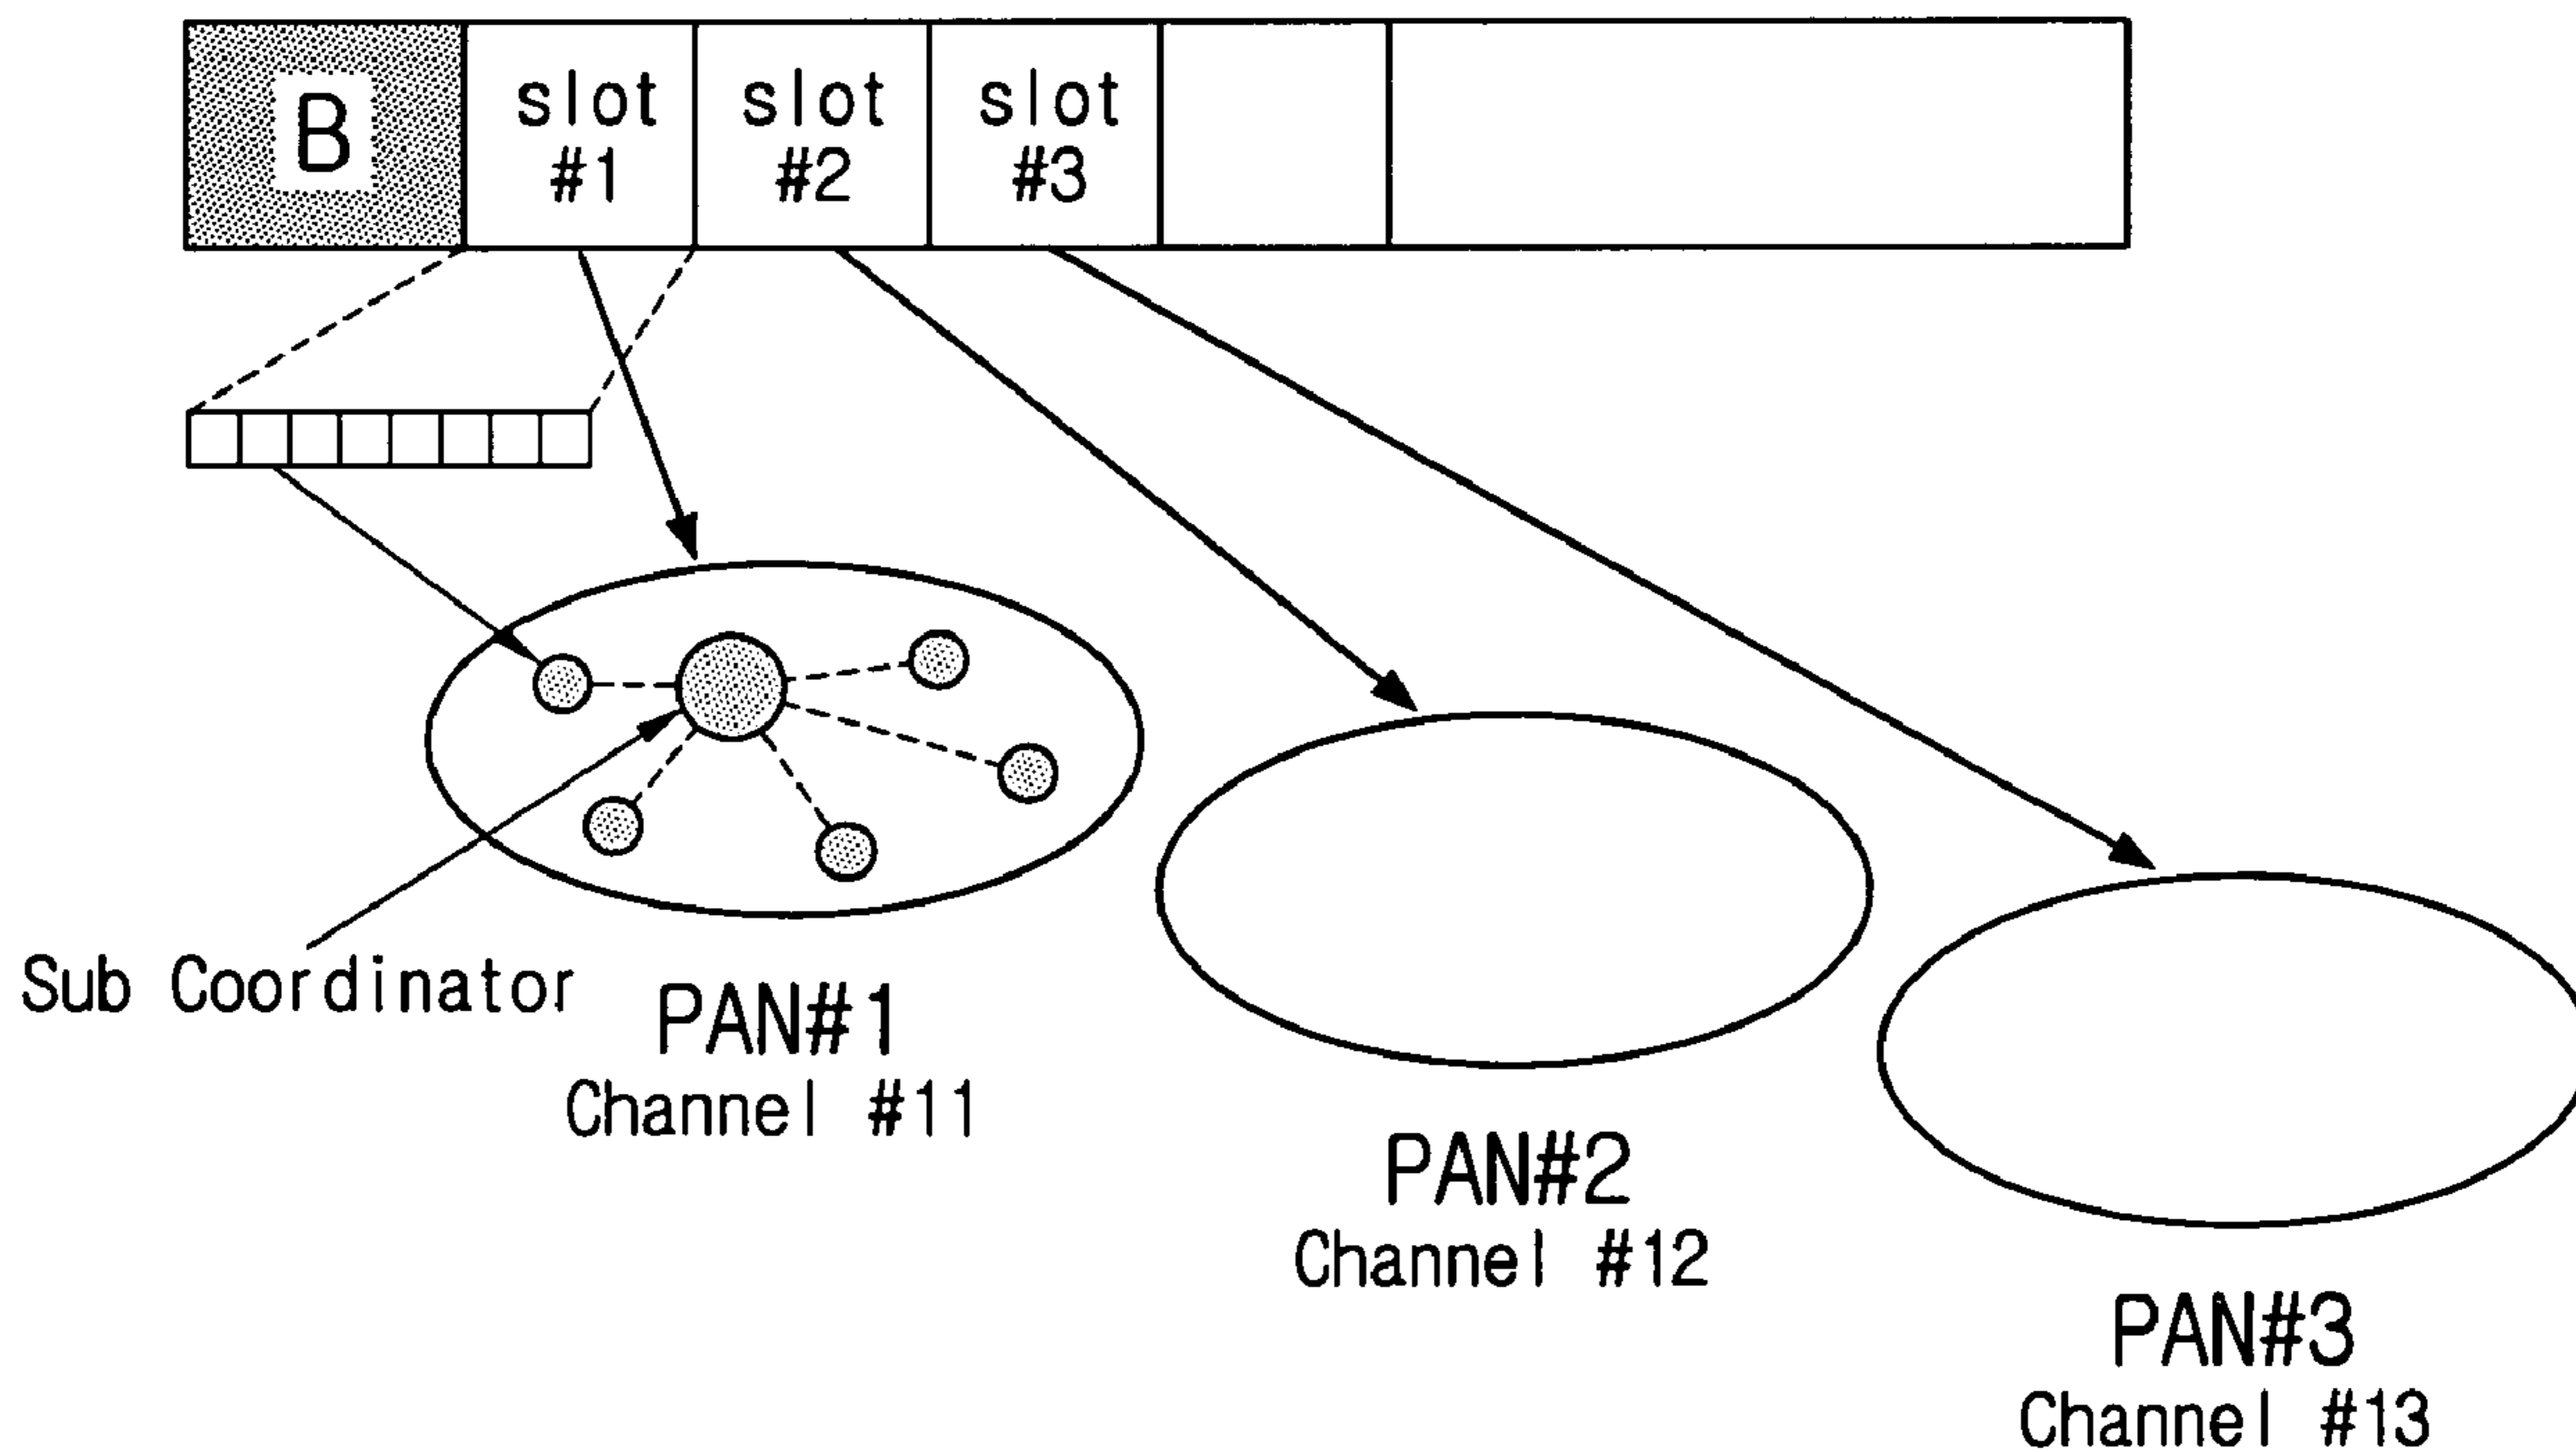 B
slot
#1
slot
#2
slot
#3
Sub Coordinator
PAN#1
Channel #11
PAN#2
Channel #12
PAN#3
Channel #13